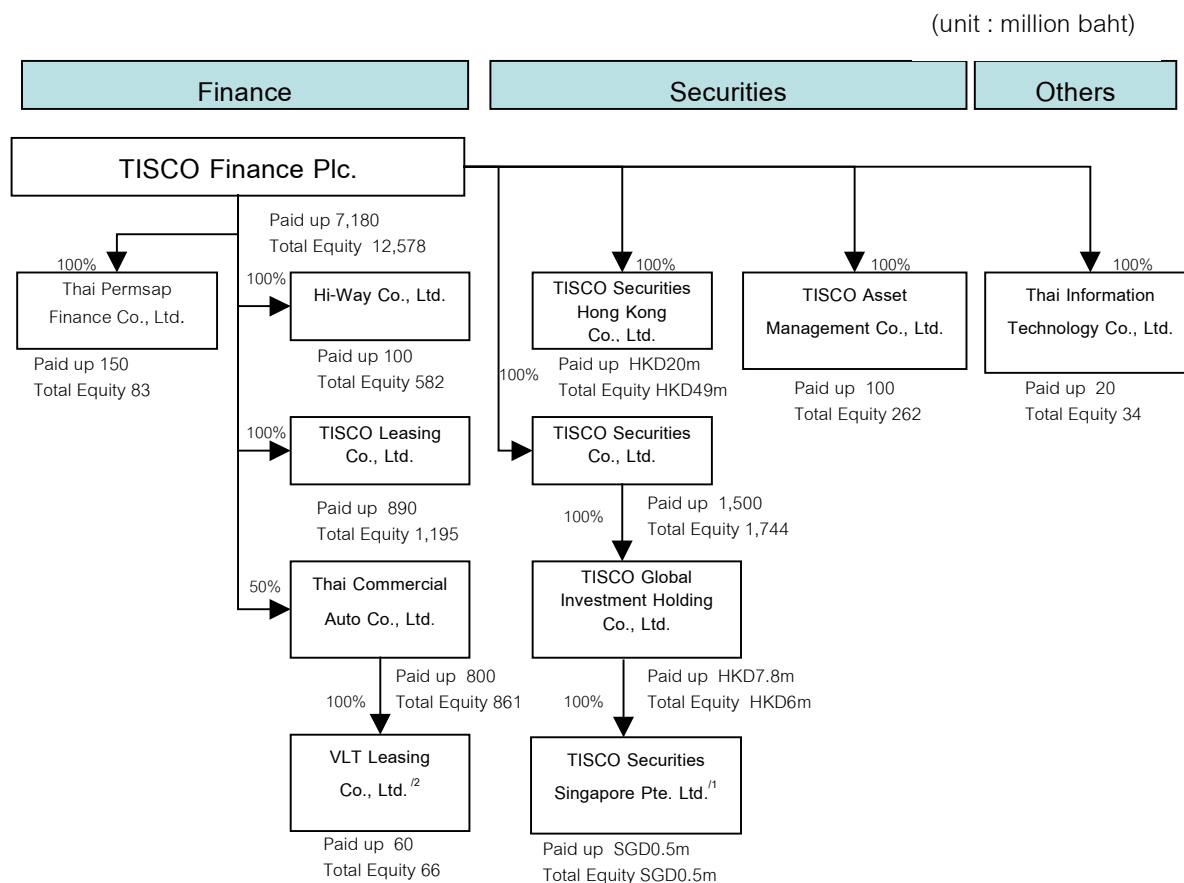 (unit : million baht)
Finance
Securities
Others
TISCO Finance Plc.
Paid up 7,180
Total Equity 12,578
100%
Thai Permsap
Finance Co., Ltd.
Paid up 150
Total Equity 83
100%
Hi-Way Co., Ltd.
Paid up 100
Total Equity 582
100%
TISCO Leasing
Co., Ltd.
Paid up 890
Total Equity 1,195
50%
Thai Commercial
Auto Co., Ltd.
Paid up 800
Total Equity 861
100%
VLT Leasing
Co., Ltd. /2
Paid up 60
Total Equity 66
100%
TISCO Securities
Hong Kong
Co., Ltd.
Paid up HKD20m
Total Equity HKD49m
100%
TISCO Securities
Co., Ltd.
Paid up 1,500
Total Equity 1,744
100%
TISCO Global
Investment Holding
Co., Ltd.
Paid up HKD7.8m
Total Equity HKD6m
100%
TISCO Securities
Singapore Pte. Ltd./1
Paid up SGD0.5m
Total Equity SGD0.5m
100%
TISCO Asset
Management Co., Ltd.
Paid up 100
Total Equity 262
100%
Thai Information
Technology Co., Ltd.
Paid up 20
Total Equity 34